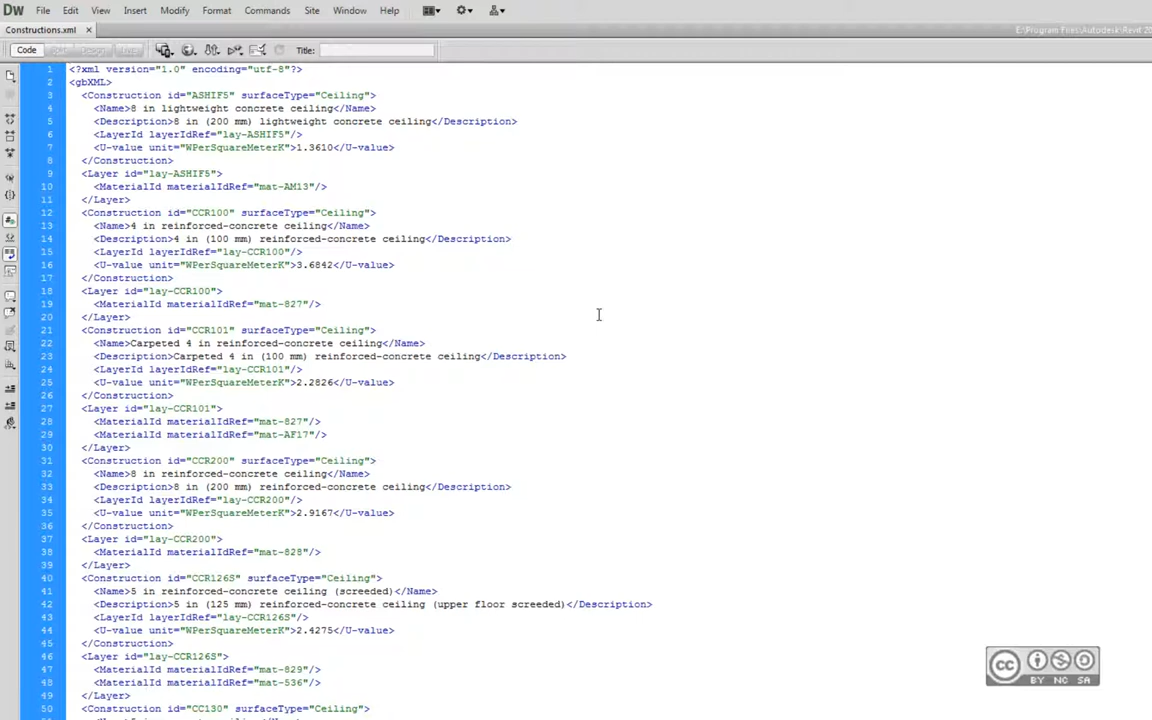 Dw File Edit View Insert Modify Format Commands Site Window Help
Constructions.xml ×
E:\Program Files\Autodesk\Revit 20
Code Split Design Live Title:
1 <?xml version="1.0" encoding="utf-8"?>
2 <gbXML>
3 <Construction id="ASHIF5" surfaceType="Ceiling">
4 <Name>8 in lightweight concrete ceiling</Name>
5 <Description>8 in (200 mm) lightweight concrete ceiling</Description>
6 <LayerId layerIdRef="lay-ASHIF5"/>
7 <U-value unit="WPerSquareMeterK">1.3610</U-value>
8 </Construction>
9 <Layer id="lay-ASHIF5">
10 <MaterialId materialIdRef="mat-AM13"/>
11 </Layer>
12 <Construction id="CCR100" surfaceType="Ceiling">
13 <Name>4 in reinforced-concrete ceiling</Name>
14 <Description>4 in (100 mm) reinforced-concrete ceiling</Description>
15 <LayerId layerIdRef="lay-CCR100"/>
16 <U-value unit="WPerSquareMeterK">3.6842</U-value>
17 </Construction>
18 <Layer id="lay-CCR100">
19 <MaterialId materialIdRef="mat-827"/>
20 </Layer>
21 <Construction id="CCR101" surfaceType="Ceiling">
22 <Name>Carpeted 4 in reinforced-concrete ceiling</Name>
23 <Description>Carpeted 4 in (100 mm) reinforced-concrete ceiling</Description>
24 <LayerId layerIdRef="lay-CCR101"/>
25 <U-value unit="WPerSquareMeterK">2.2826</U-value>
26 </Construction>
27 <Layer id="lay-CCR101">
28 <MaterialId materialIdRef="mat-827"/>
29 <MaterialId materialIdRef="mat-AF17"/>
30 </Layer>
31 <Construction id="CCR200" surfaceType="Ceiling">
32 <Name>8 in reinforced-concrete ceiling</Name>
33 <Description>8 in (200 mm) reinforced-concrete ceiling</Description>
34 <LayerId layerIdRef="lay-CCR200"/>
35 <U-value unit="WPerSquareMeterK">2.9167</U-value>
36 </Construction>
37 <Layer id="lay-CCR200">
38 <MaterialId materialIdRef="mat-828"/>
39 </Layer>
40 <Construction id="CCR126S" surfaceType="Ceiling">
41 <Name>5 in reinforced-concrete ceiling (screeded)</Name>
42 <Description>5 in (125 mm) reinforced-concrete ceiling (upper floor screeded)</Description>
43 <LayerId layerIdRef="lay-CCR126S"/>
44 <U-value unit="WPerSquareMeterK">2.4275</U-value>
45 </Construction>
46 <Layer id="lay-CCR126S">
47 <MaterialId materialIdRef="mat-829"/>
48 <MaterialId materialIdRef="mat-536"/>
49 </Layer>
50 <Construction id="CC130" surfaceType="Ceiling">
cc BY NC SA